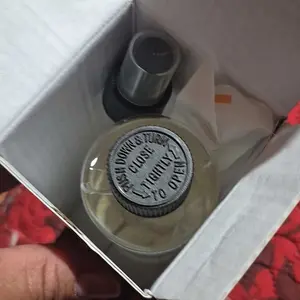 PUSH DOWN & TURN
CLOSE
TIGHTLY
TO OPEN